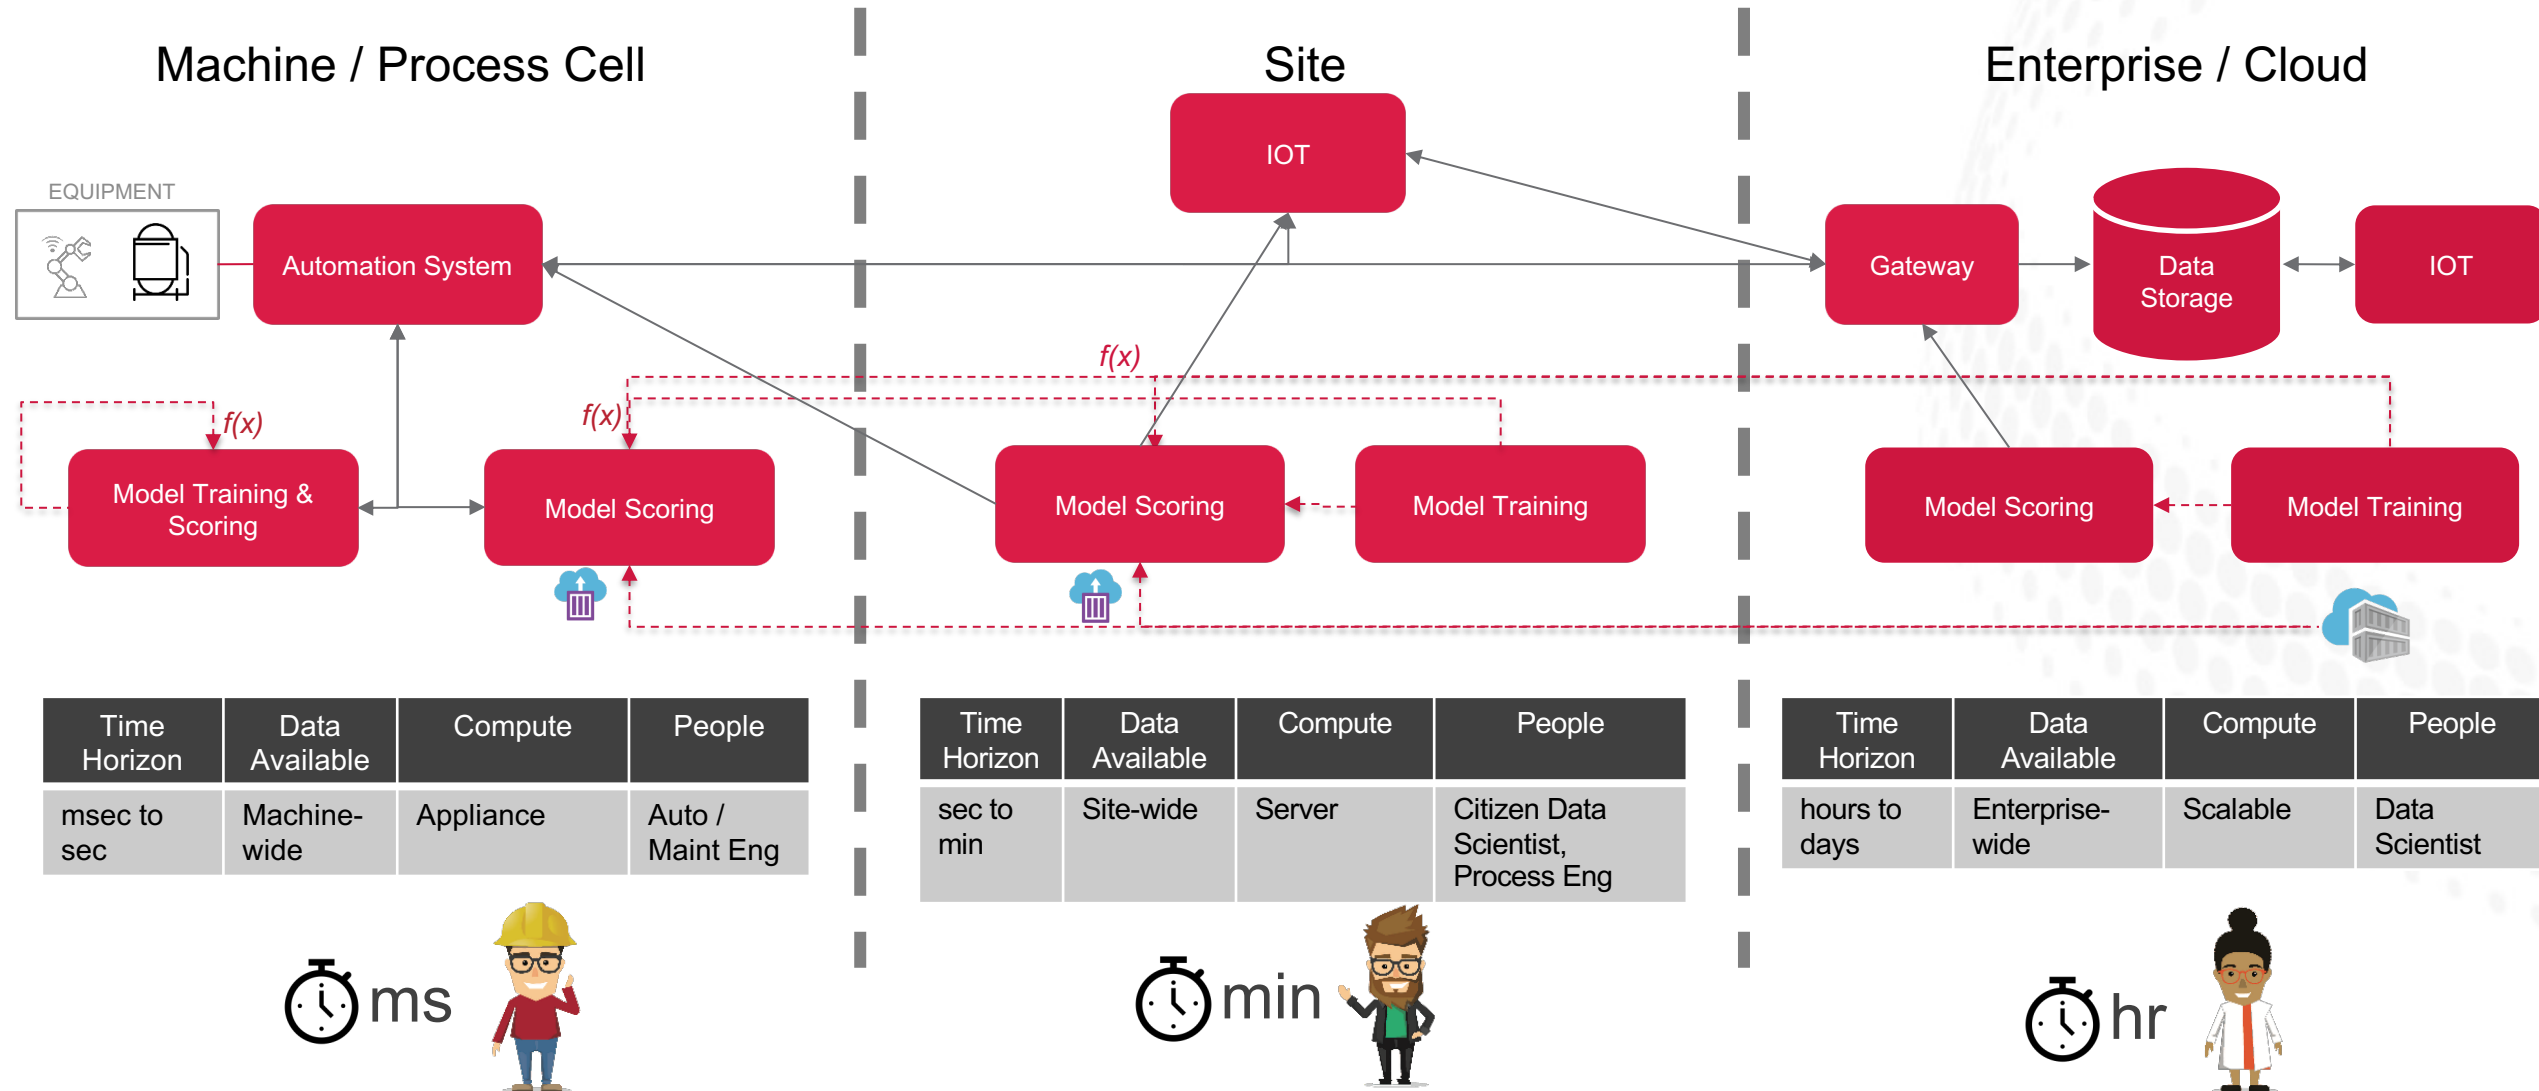 Machine / Process Cell
Site
Enterprise / Cloud
EQUIPMENT
Automation System
IOT
Gateway
Data
Storage
IOT
f(x)
f(x)
f(x)
Model Training &
Scoring
Model Scoring
Model Scoring
Model Training
Model Scoring
Model Training
Time
Horizon
Data
Available
Compute
People
msec to
sec
Machine-
wide
Appliance
Auto /
Maint Eng
Time
Horizon
Data
Available
Compute
People
sec to
min
Site-wide
Server
Citizen Data
Scientist,
Process Eng
Time
Horizon
Data
Available
Compute
People
hours to
days
Enterprise-
wide
Scalable
Data
Scientist
ms
min
hr